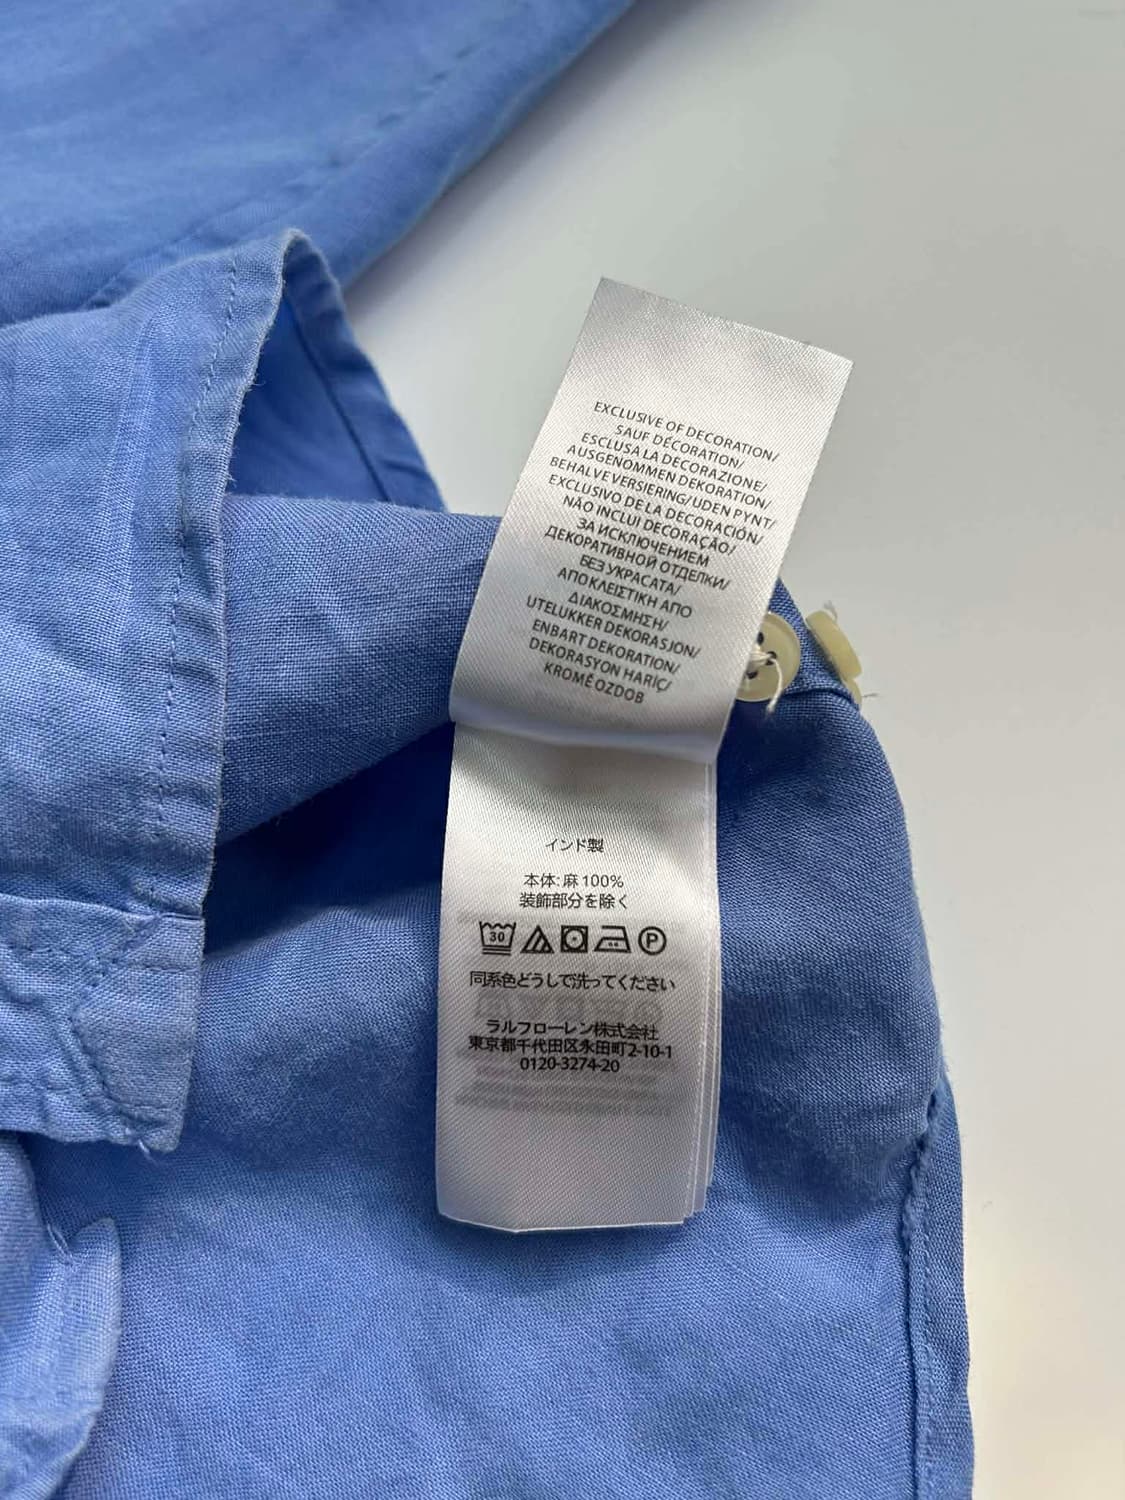 EXCLUSIVE OF DECORATION/
SAUF DÉCORATION/
ESCLUSA LA DECORAZIONE/
AUSGENOMMEN DEKORATION/
BEHALVE VERSIERING/UDEN PYNT/
EXCLUSIVO DE LA DECORACIÓN/
NÃO INCLUI DECORAÇÃO/
ЗА ИСКЛЮЧЕНИЕМ
ДЕКОРАТИВНОЙ ОТДЕЛКИ/
БЕЗ УКРАСАТА/
ΑΠΟΚΛΕΙΣΤΙΚΗ ΑΠΟ
ΔΙΑΚΟΣΜΗΣΗ/
UTELUKKER DEKORASJON/
ENBART DEKORATION/
DEKORASYON HARİÇ/
KROMĚ OZDOB
インド製
本体: 麻 100%
装飾部分を除く
30 P
同系色どうしで洗ってください
ラルフローレン株式会社
東京都千代田区永田町2-10-1
0120-3274-20